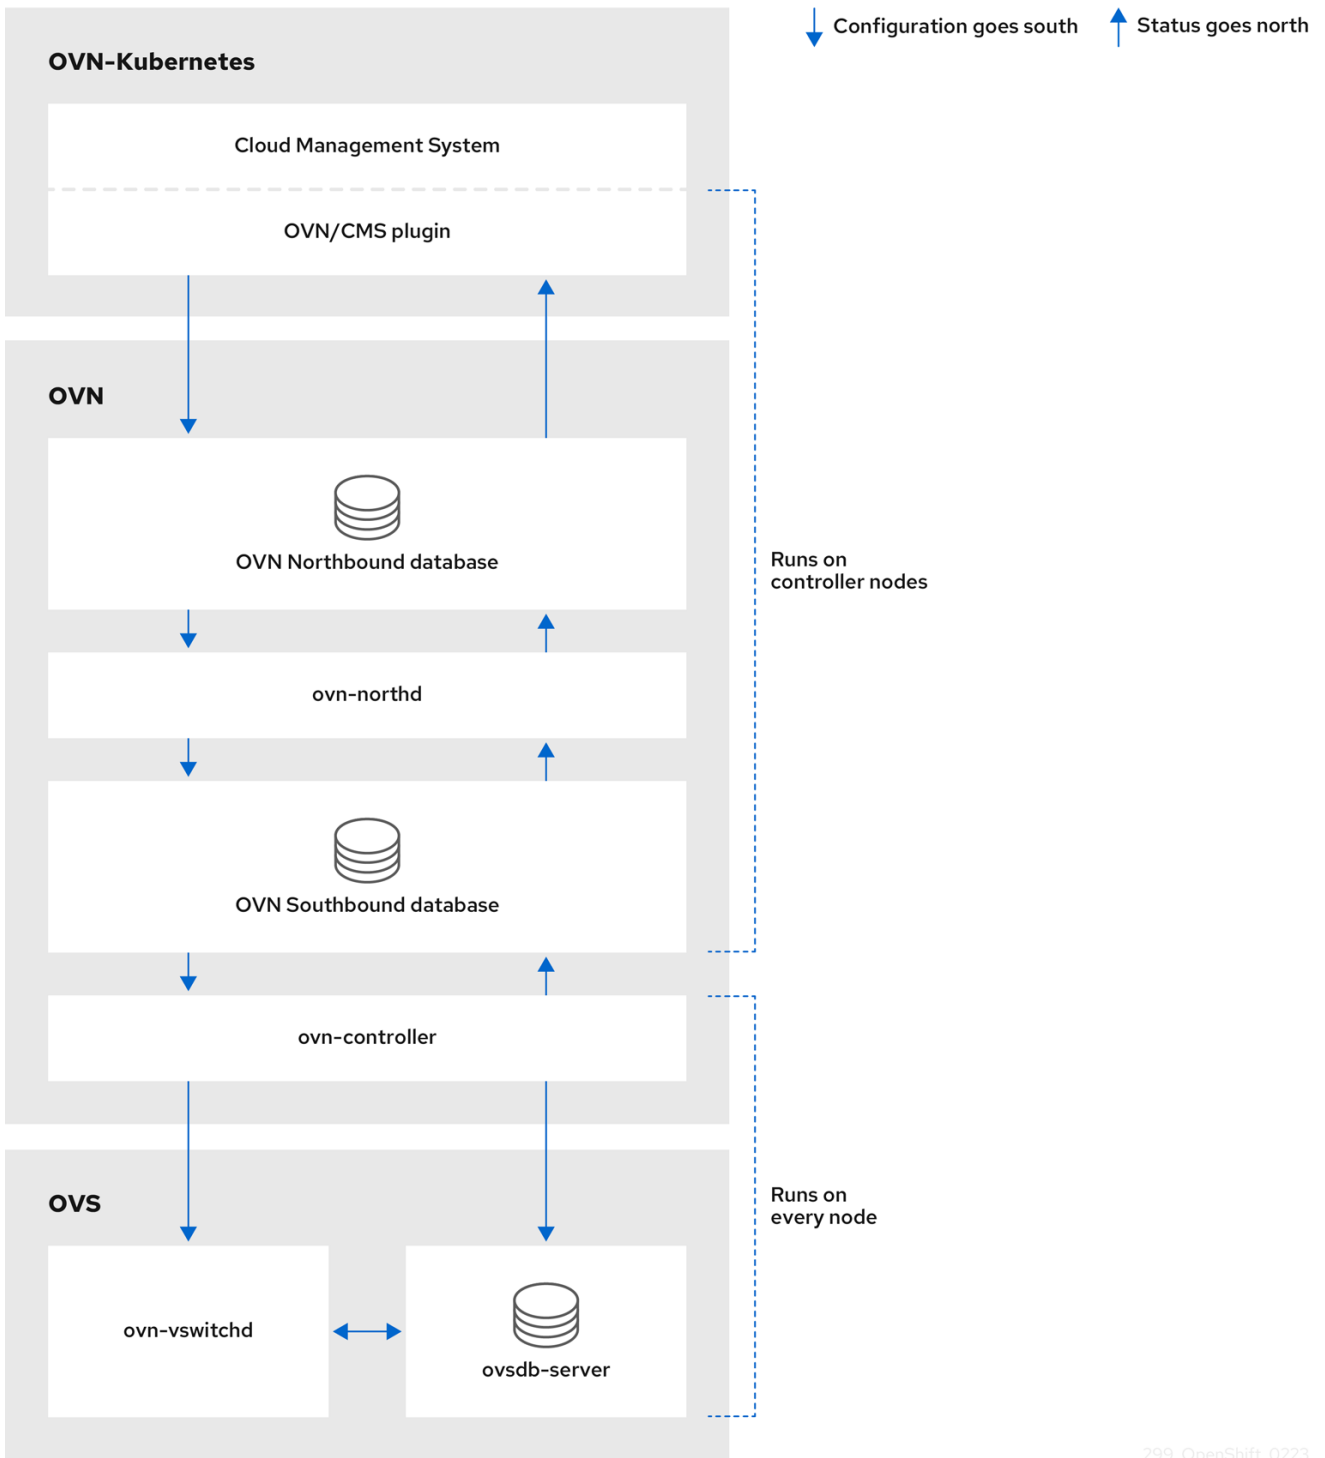 Configuration goes south
Status goes north
OVN-Kubernetes
Cloud Management System
OVN/CMS plugin
OVN
OVN Northbound database
Runs on
controller nodes
ovn-northd
OVN Southbound database
ovn-controller
Runs on
every node
OVS
ovn-vswitchd
ovsdb-server
299_OpenShift_0223